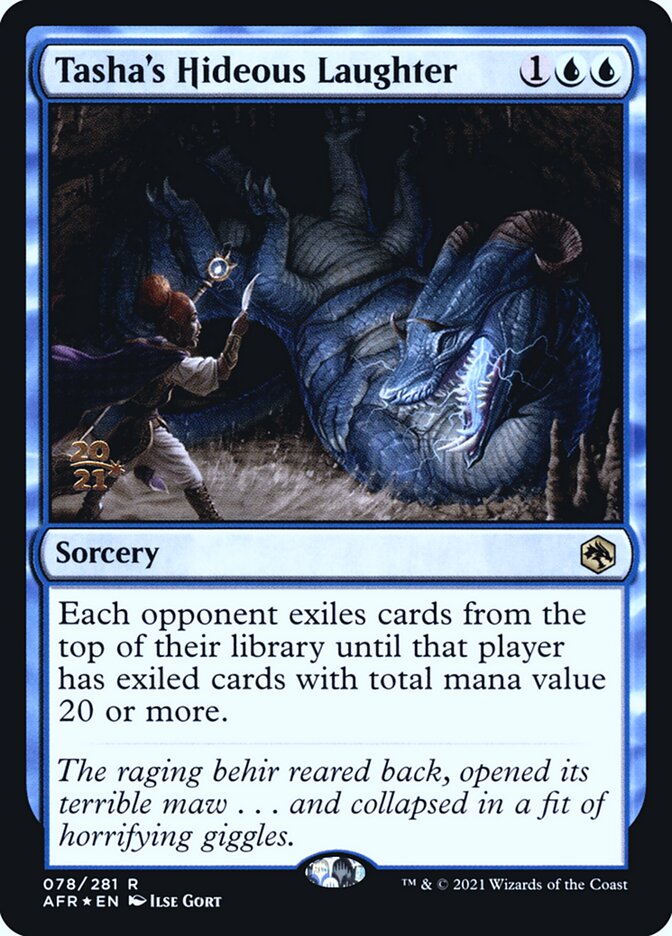 Tasha's Hideous Laughter 1
20
21
Sorcery
Each opponent exiles cards from the
top of their library until that player
has exiled cards with total mana value
20 or more.
The raging behir reared back, opened its
terrible maw . . . and collapsed in a fit of
horrifying giggles.
078/281 R
™ & © 2021 Wizards of the Coast
AFR★EN Ilse Gort